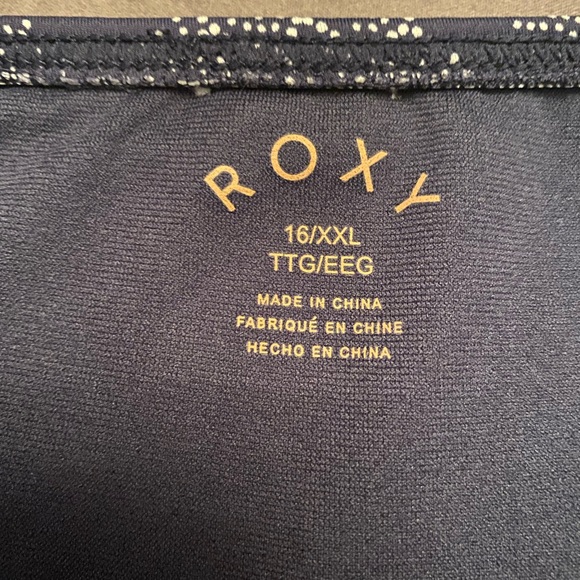 ROXY
16/XXL
TTG/EEG
MADE IN CHINA
FABRIQUÉ EN CHINE
HECHO EN CHINA